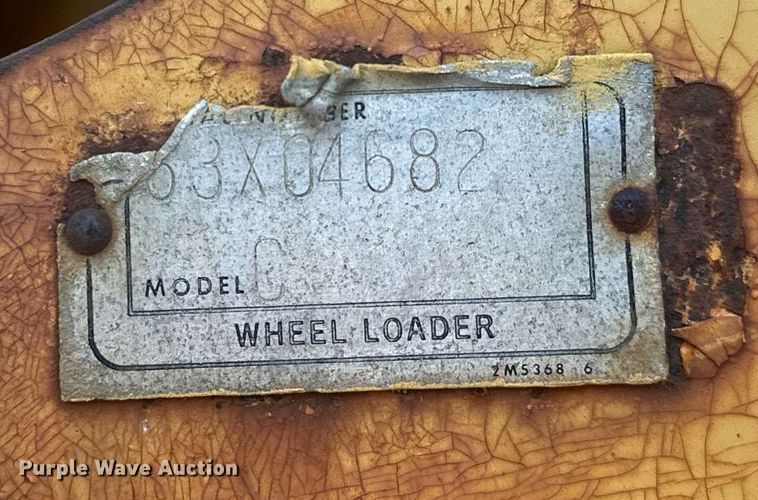 63X04682
MODEL C
WHEEL LOADER
2M5368 6
Purple Wave Auction